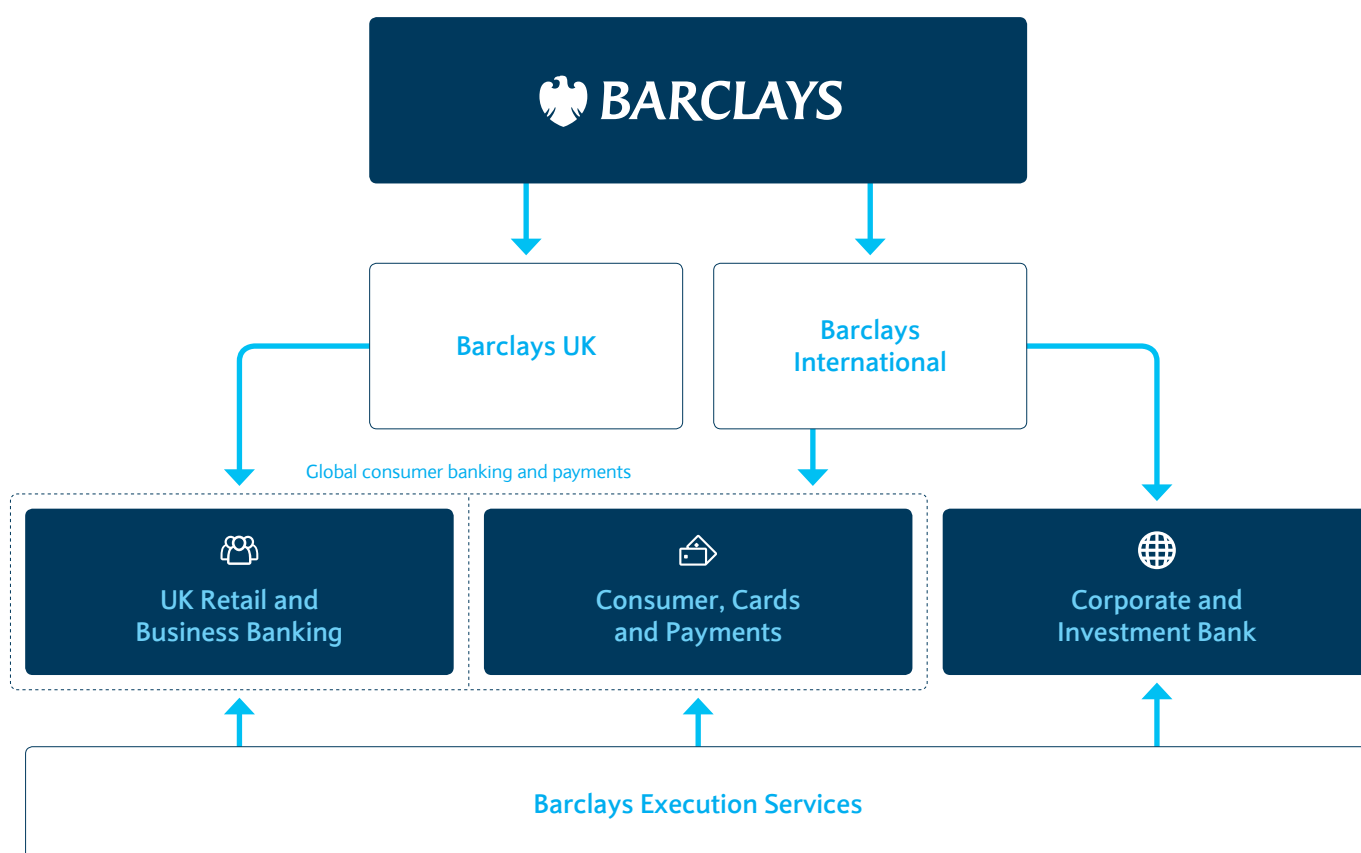 BARCLAYS
Barclays UK
Barclays
International
Global consumer banking and payments
UK Retail and
Business Banking
Consumer, Cards
and Payments
Corporate and
Investment Bank
Barclays Execution Services